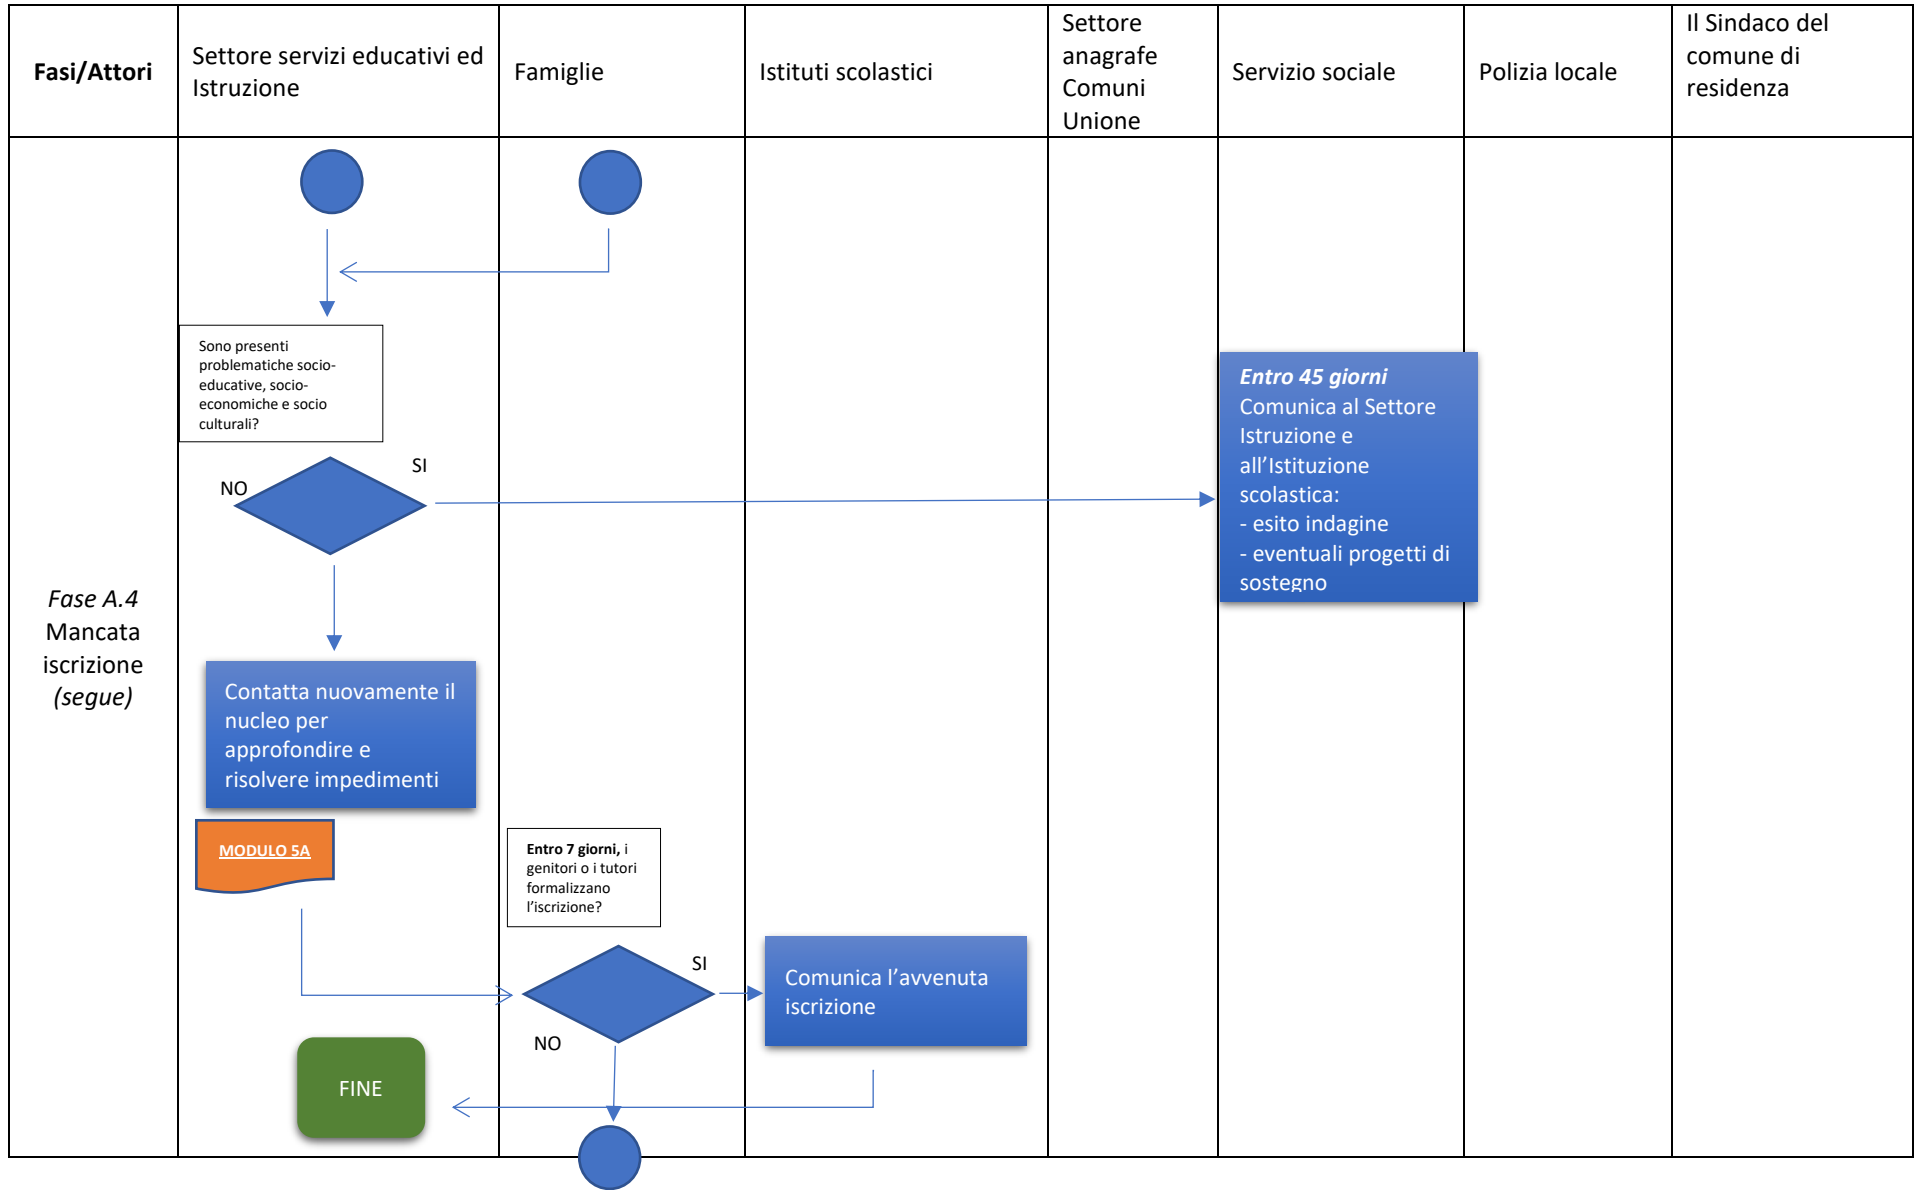 Fasi/Attori
Settore servizi educativi ed
Istruzione
Famiglie
Istituti scolastici
Settore
anagrafe
Comuni
Unione
Servizio sociale
Polizia locale
Il Sindaco del
comune di
residenza
Fase A.4
Mancata
iscrizione
(segue)
Sono presenti
problematiche socio-
educative, socio-
economiche e socio
culturali?
NO
SI
Entro 45 giorni
Comunica al Settore
Istruzione e
all’Istituzione
scolastica:
- esito indagine
- eventuali progetti di
sostegno
Contatta nuovamente il
nucleo per
approfondire e
risolvere impedimenti
MODULO 5A
Entro 7 giorni, i
genitori o i tutori
formalizzano
l’iscrizione?
SI
NO
Comunica l’avvenuta
iscrizione
FINE